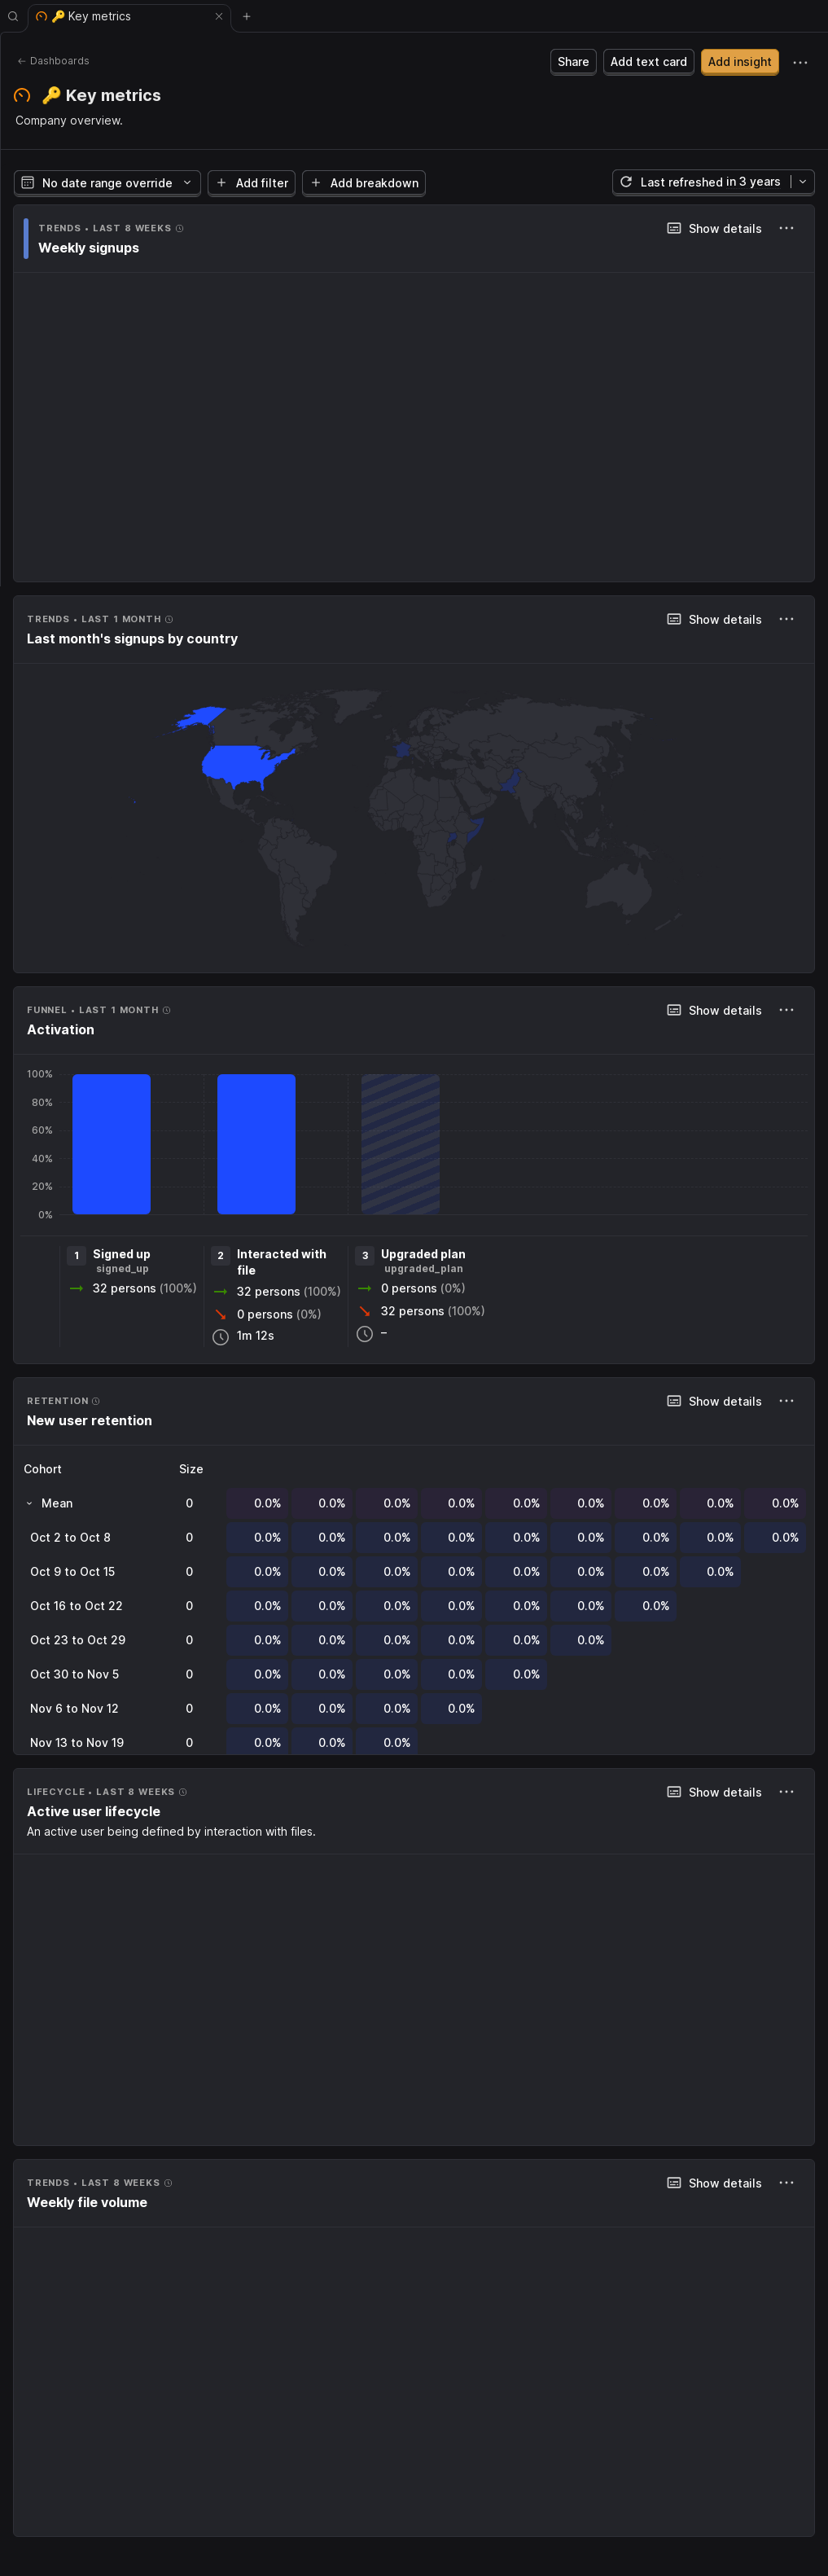 🔑 Key metrics
Dashboards
Share Add text card Add insight
🔑 Key metrics
Company overview.
No date range override Add filter Add breakdown Last refreshed in 3 years
TRENDS • LAST 8 WEEKS
Show details
Weekly signups
TRENDS • LAST 1 MONTH
Show details
Last month's signups by country
FUNNEL • LAST 1 MONTH
Show details
Activation
100%
80%
60%
40%
20%
0%
1 Signed up
signed_up
32 persons (100%)
2 Interacted with
file
32 persons (100%)
0 persons (0%)
1m 12s
3 Upgraded plan
upgraded_plan
0 persons (0%)
32 persons (100%)
–
RETENTION
Show details
New user retention
Cohort Size
Mean 0 0.0% 0.0% 0.0% 0.0% 0.0% 0.0% 0.0% 0.0% 0.0%
Oct 2 to Oct 8 0 0.0% 0.0% 0.0% 0.0% 0.0% 0.0% 0.0% 0.0% 0.0%
Oct 9 to Oct 15 0 0.0% 0.0% 0.0% 0.0% 0.0% 0.0% 0.0% 0.0%
Oct 16 to Oct 22 0 0.0% 0.0% 0.0% 0.0% 0.0% 0.0% 0.0%
Oct 23 to Oct 29 0 0.0% 0.0% 0.0% 0.0% 0.0% 0.0%
Oct 30 to Nov 5 0 0.0% 0.0% 0.0% 0.0% 0.0%
Nov 6 to Nov 12 0 0.0% 0.0% 0.0% 0.0%
Nov 13 to Nov 19 0 0.0% 0.0% 0.0%
LIFECYCLE • LAST 8 WEEKS
Show details
Active user lifecycle
An active user being defined by interaction with files.
TRENDS • LAST 8 WEEKS
Show details
Weekly file volume